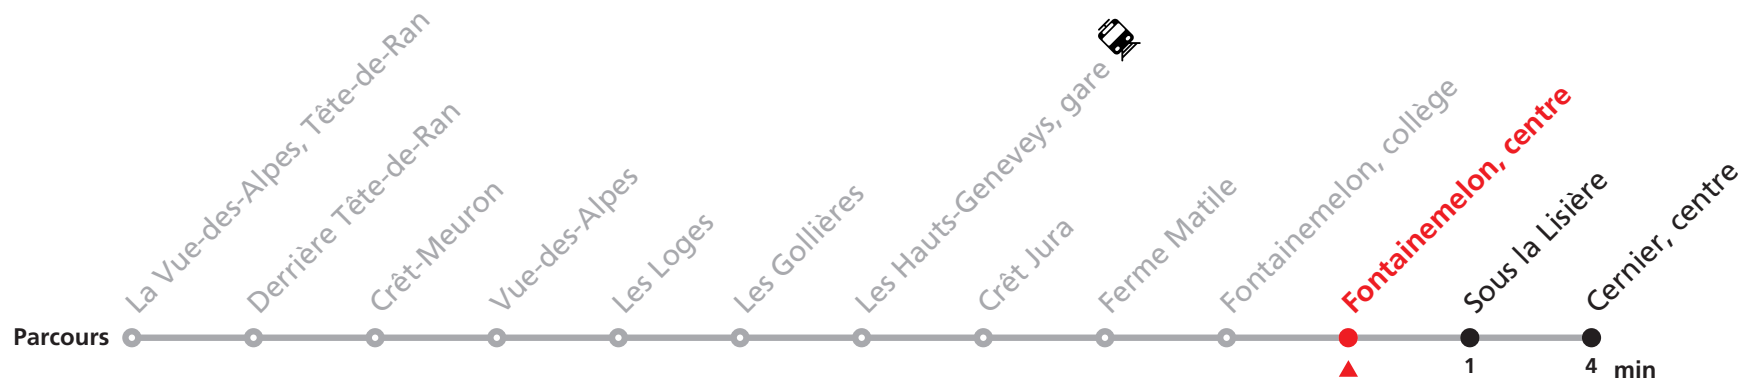 La Vue-des-Alpes, Tête-de-Ran
Derrière Tête-de-Ran
Crêt-Meuron
Vue-des-Alpes
Les Loges
Les Gollières
Les Hauts-Geneveys, gare
Crêt Jura
Ferme Matile
Fontainemelon, collège
Fontainemelon, centre
Sous la Lisière
Cernier, centre
Parcours
1 4 min